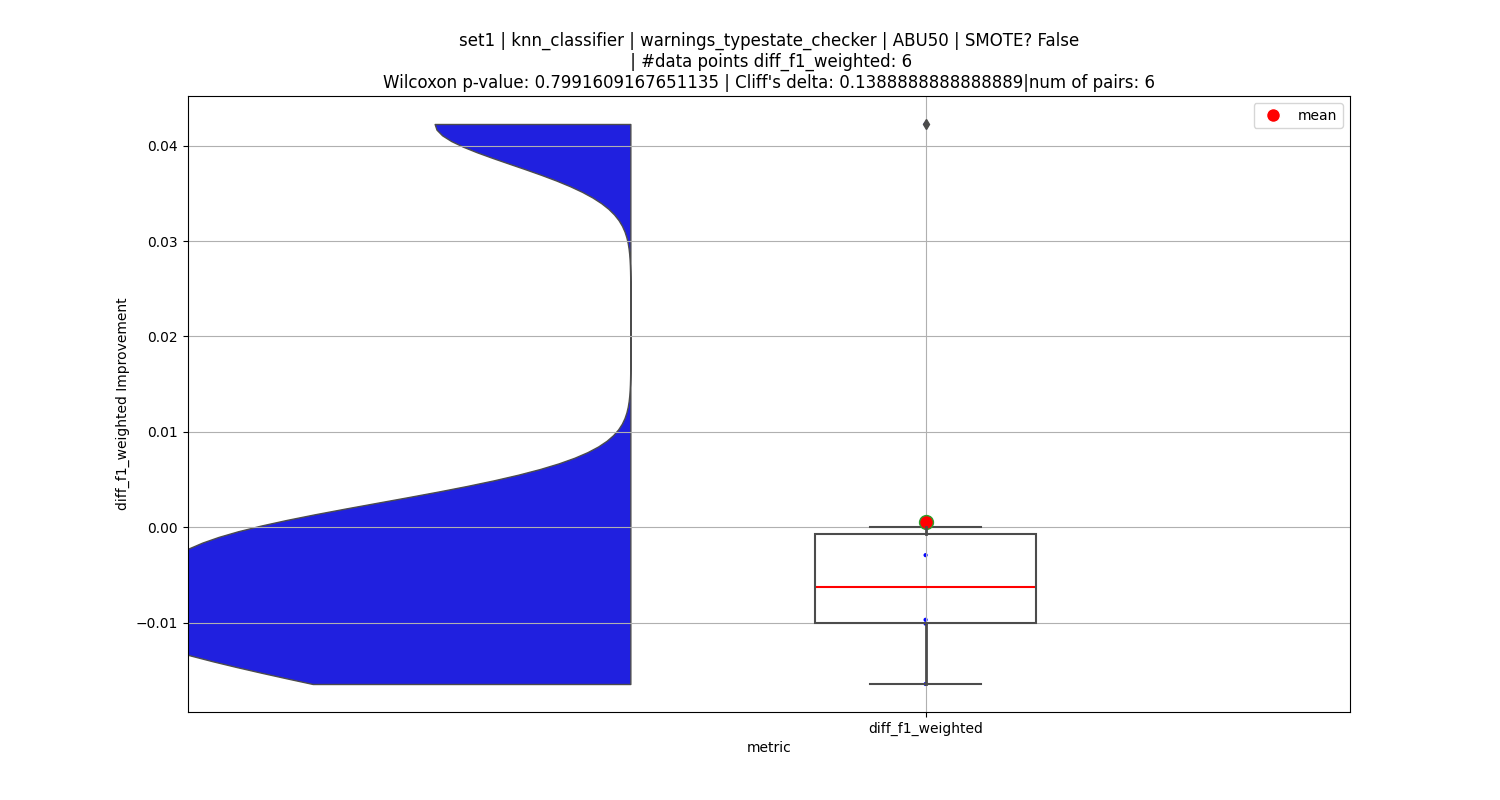 set1 | knn_classifier | warnings_typestate_checker | ABU50 | SMOTE? False
| #data points diff_f1_weighted: 6
Wilcoxon p-value: 0.7991609167651135 | Cliff's delta: 0.1388888888888889|num of pairs: 6
mean
0.04
0.03
0.02
0.01
0.00
−0.01
diff_f1_weighted Improvement
diff_f1_weighted
metric